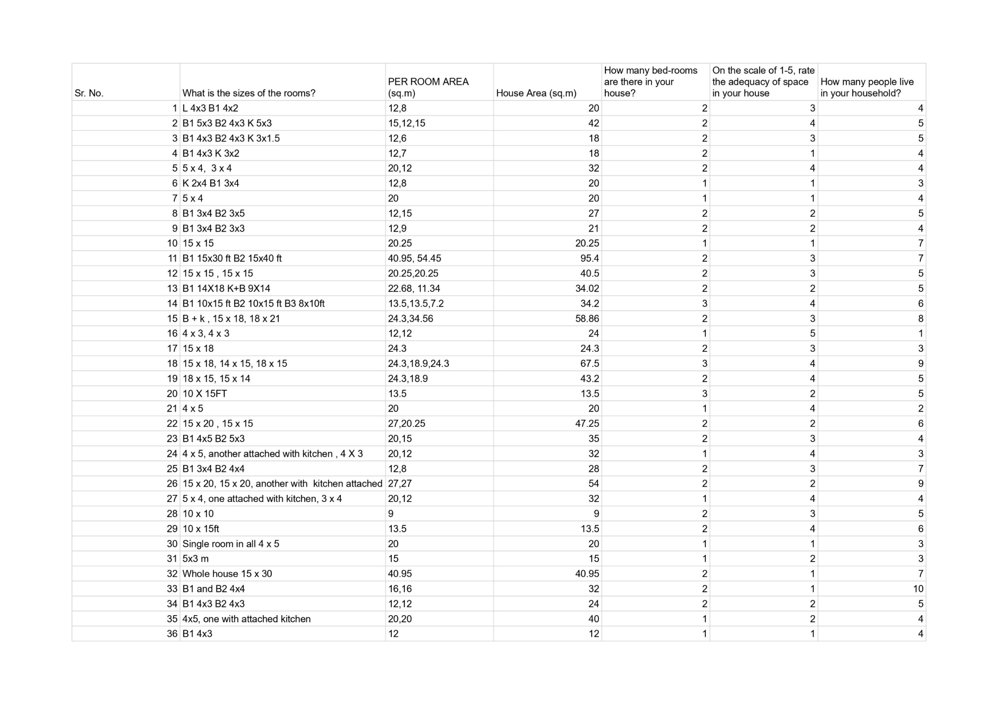 Sr. No. What is the sizes of the rooms? PER ROOM AREA (sq.m) House Area (sq.m) How many bed-rooms are there in your house? On the scale of 1-5, rate the adequacy of space in your house How many people live in your household?
1 L 4x3 B1 4x2 12,8 20 2 3 4
2 B1 5x3 B2 4x3 K 5x3 15,12,15 42 2 4 5
3 B1 4x3 B2 4x3 K 3x1.5 12,6 18 2 3 5
4 B1 4x3 K 3x2 12,7 18 2 1 4
5 5 x 4, 3 x 4 20,12 32 2 4 4
6 K 2x4 B1 3x4 12,8 20 1 1 3
7 5 x 4 20 20 1 1 4
8 B1 3x4 B2 3x5 12,15 27 2 2 5
9 B1 3x4 B2 3x3 12,9 21 2 2 4
10 15 x 15 20.25 20.25 1 1 7
11 B1 15x30 ft B2 15x40 ft 40.95, 54.45 95.4 2 3 7
12 15 x 15 , 15 x 15 20.25,20.25 40.5 2 3 5
13 B1 14X18 K+B 9X14 22.68, 11.34 34.02 2 2 5
14 B1 10x15 ft B2 10x15 ft B3 8x10ft 13.5,13.5,7.2 34.2 3 4 6
15 B + k , 15 x 18, 18 x 21 24.3,34.56 58.86 2 3 8
16 4 x 3, 4 x 3 12,12 24 1 5 1
17 15 x 18 24.3 24.3 2 3 3
18 15 x 18, 14 x 15, 18 x 15 24.3,18.9,24.3 67.5 3 4 9
19 18 x 15, 15 x 14 24.3,18.9 43.2 2 4 5
20 10 X 15FT 13.5 13.5 3 2 5
21 4 x 5 20 20 1 4 2
22 15 x 20 , 15 x 15 27,20.25 47.25 2 2 6
23 B1 4x5 B2 5x3 20,15 35 2 3 4
24 4 x 5, another attached with kitchen , 4 X 3 20,12 32 1 4 3
25 B1 3x4 B2 4x4 12,8 28 2 3 7
26 15 x 20, 15 x 20, another with kitchen attached 27,27 54 2 2 9
27 5 x 4, one attached with kitchen, 3 x 4 20,12 32 1 4 4
28 10 x 10 9 9 2 3 5
29 10 x 15ft 13.5 13.5 2 4 6
30 Single room in all 4 x 5 20 20 1 1 3
31 5x3 m 15 15 1 2 3
32 Whole house 15 x 30 40.95 40.95 2 1 7
33 B1 and B2 4x4 16,16 32 2 1 10
34 B1 4x3 B2 4x3 12,12 24 2 2 5
35 4x5, one with attached kitchen 20,20 40 1 2 4
36 B1 4x3 12 12 1 1 4